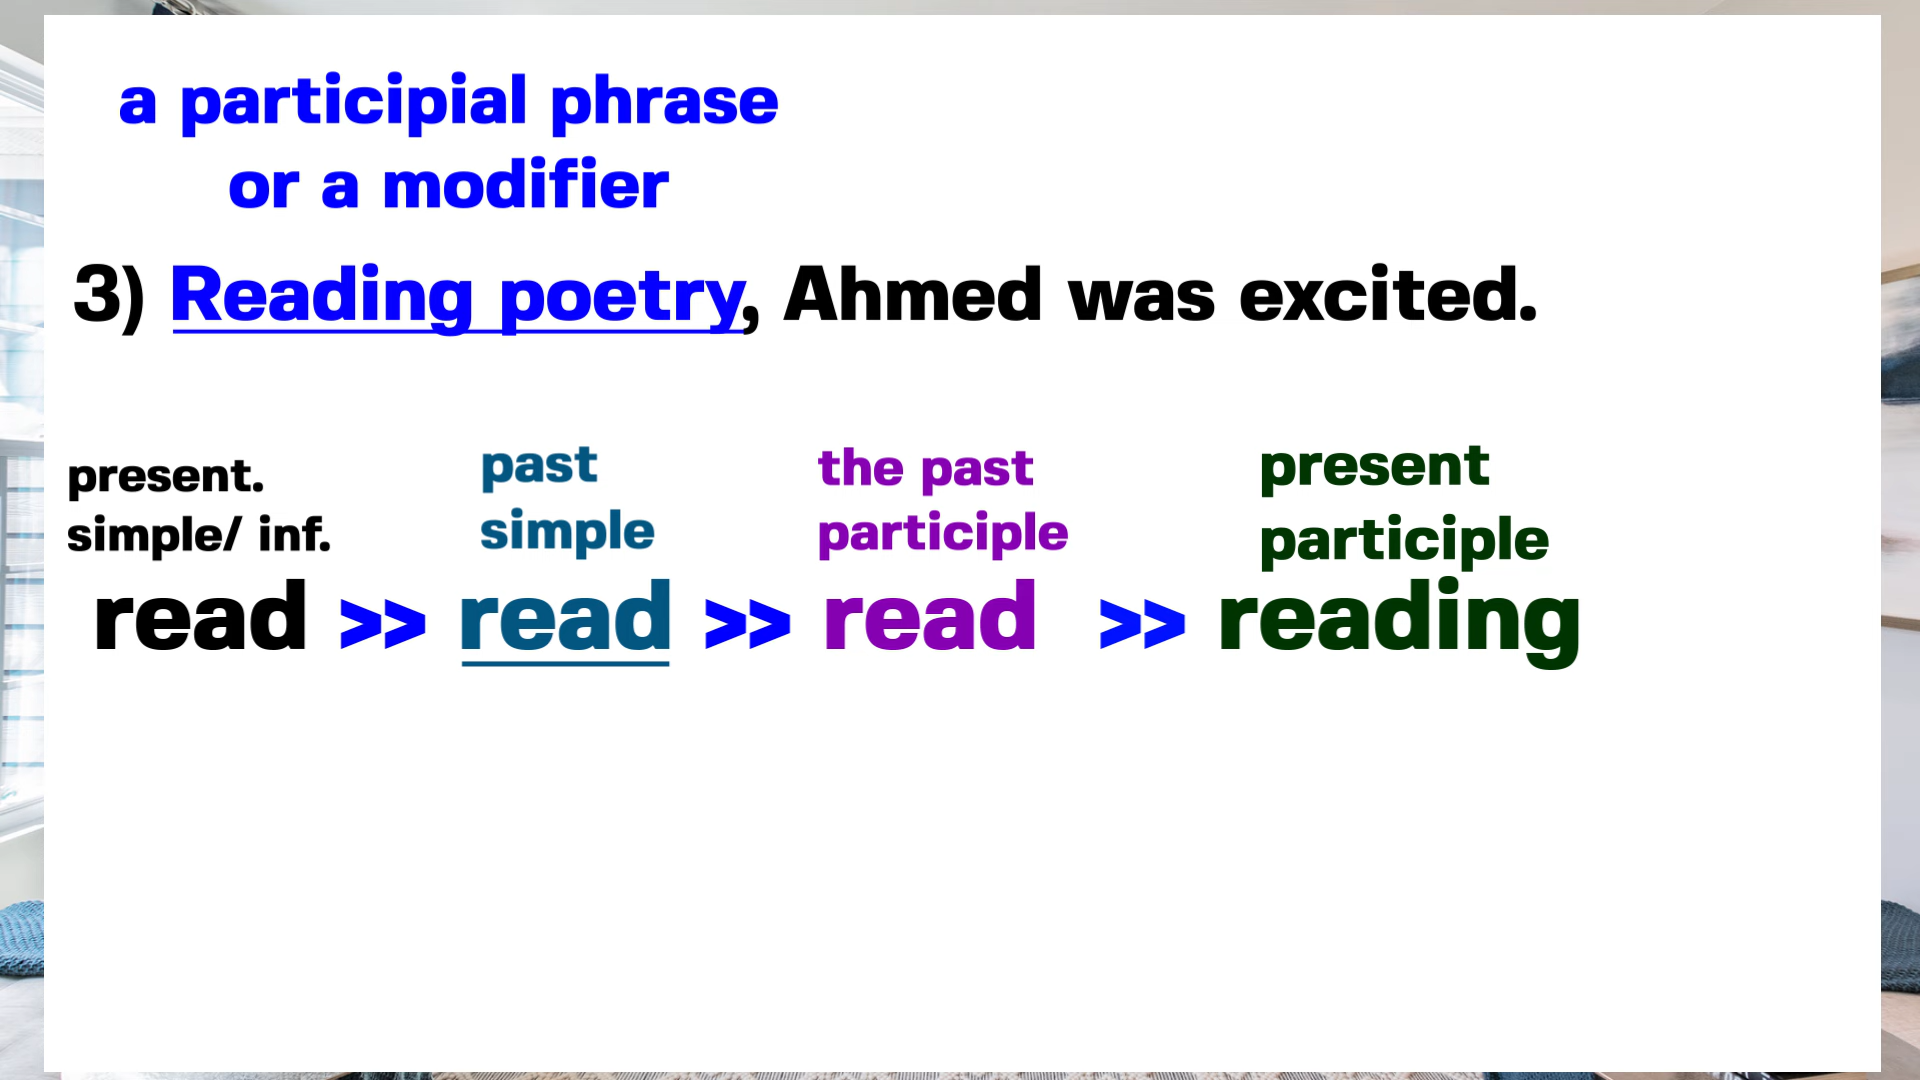 a participial phrase
or a modifier
3) Reading poetry, Ahmed was excited.
present. simple/ inf.
past simple
the past participle
present participle
read >> read >> read >> reading